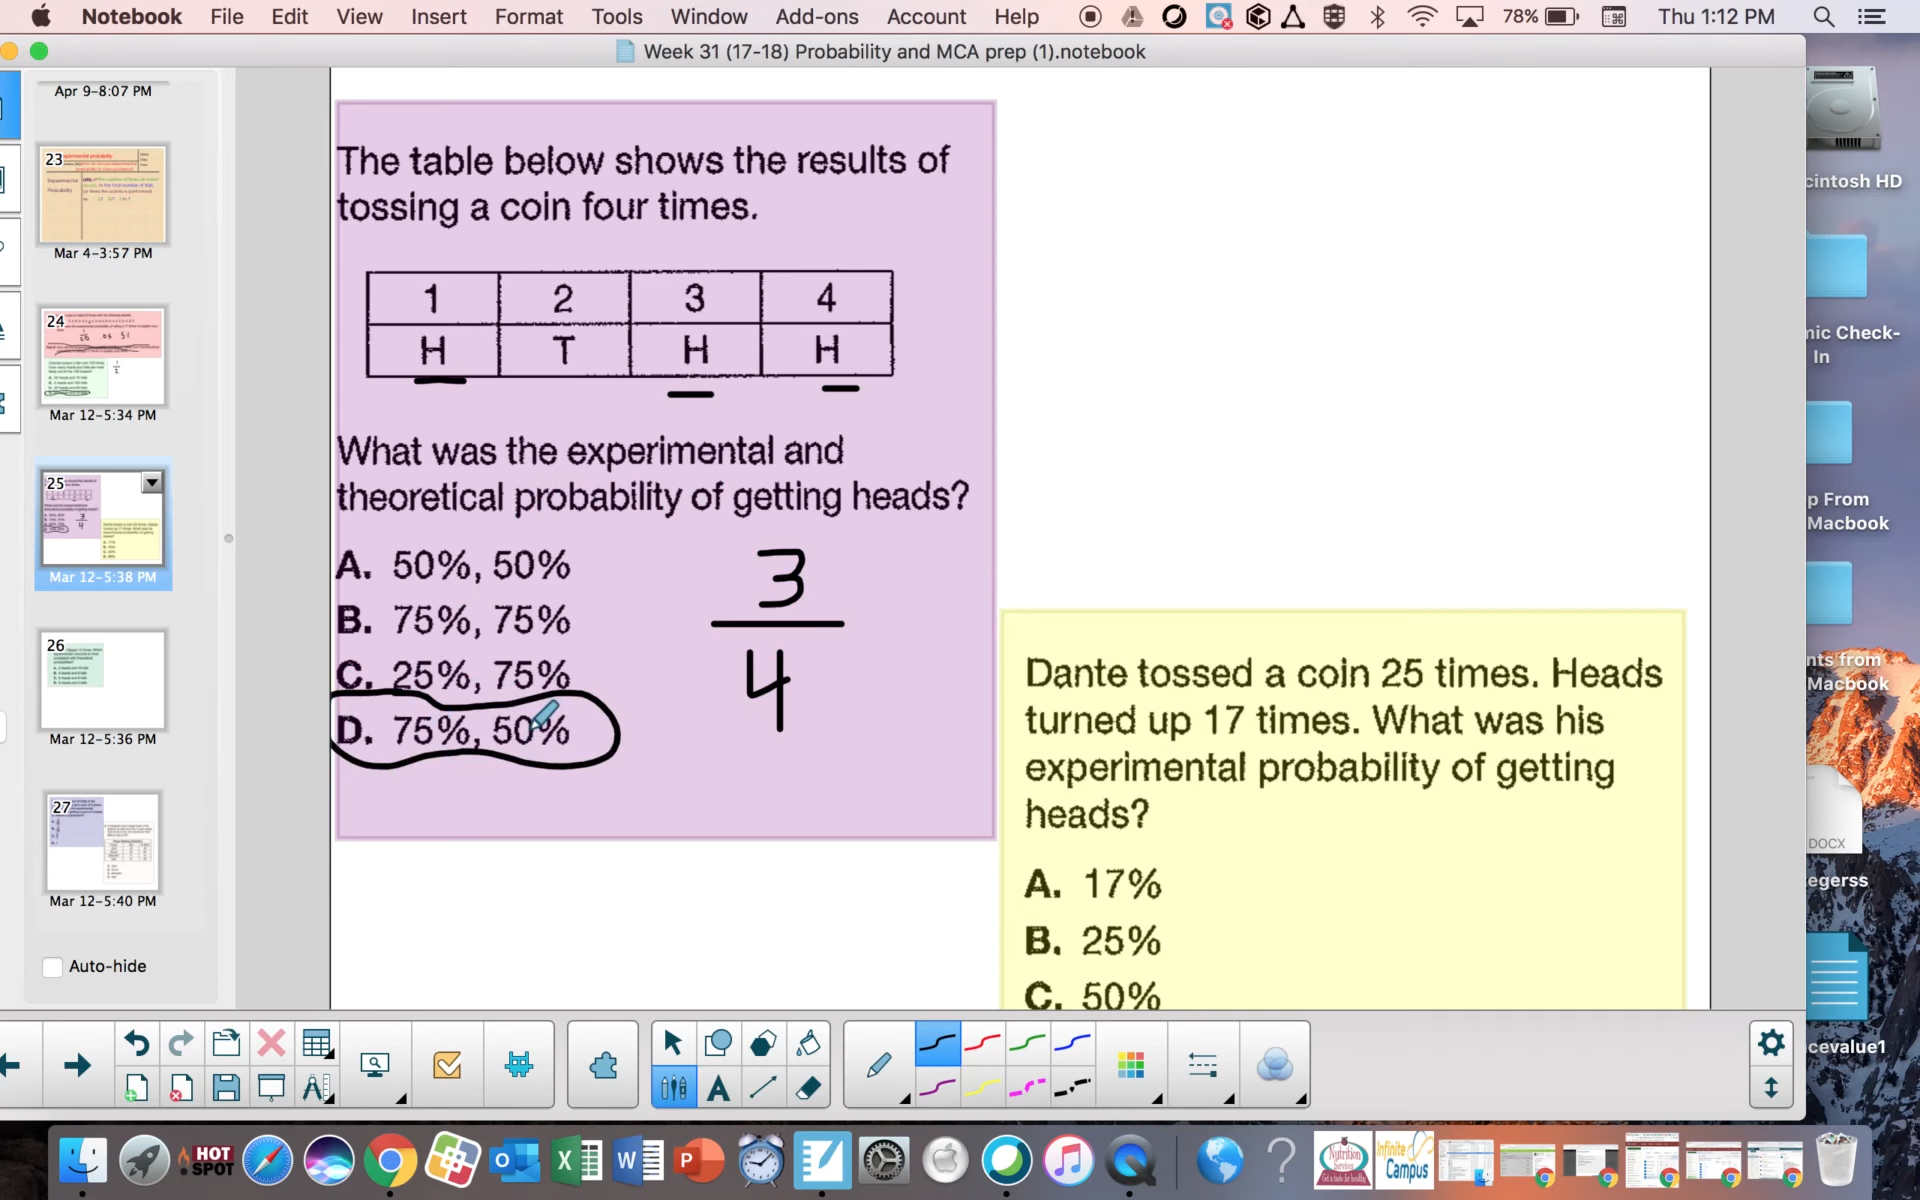 Notebook File Edit View Insert Format Tools Window Add-ons Account Help 78% Thu 1:12 PM
Week 31 (17-18) Probability and MCA prep (1).notebook
Apr 9-8:07 PM
23
Mar 4-3:57 PM
24
Mar 12-5:34 PM
25
Mar 12-5:38 PM
26
Mar 12-5:36 PM
27
Mar 12-5:40 PM
Auto-hide
The table below shows the results of
tossing a coin four times.
1 2 3 4
H T H H
What was the experimental and
theoretical probability of getting heads?
A. 50%, 50%
B. 75%, 75%
C. 25%, 75%
D. 75%, 50%
3
4
Dante tossed a coin 25 times. Heads
turned up 17 times. What was his
experimental probability of getting
heads?
A. 17%
B. 25%
C. 50%
cintosh HD
mic Check-
In
p From
Macbook
nts from
Macbook
DOCX
egerss
cevalue1
A
HOT
SPOT
Nutrition
Services
Infinite
Campus